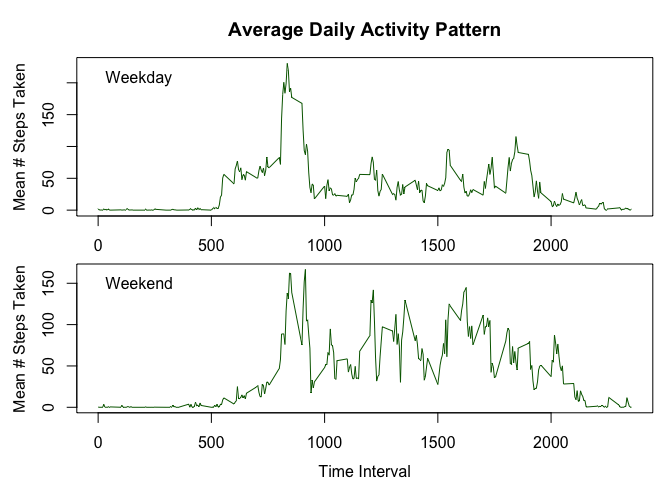 Average Daily Activity Pattern
Mean # Steps Taken
0 50 150
Weekday
0 500 1000 1500 2000
Mean # Steps Taken
0 50 100 150
Weekend
0 500 1000 1500 2000
Time Interval